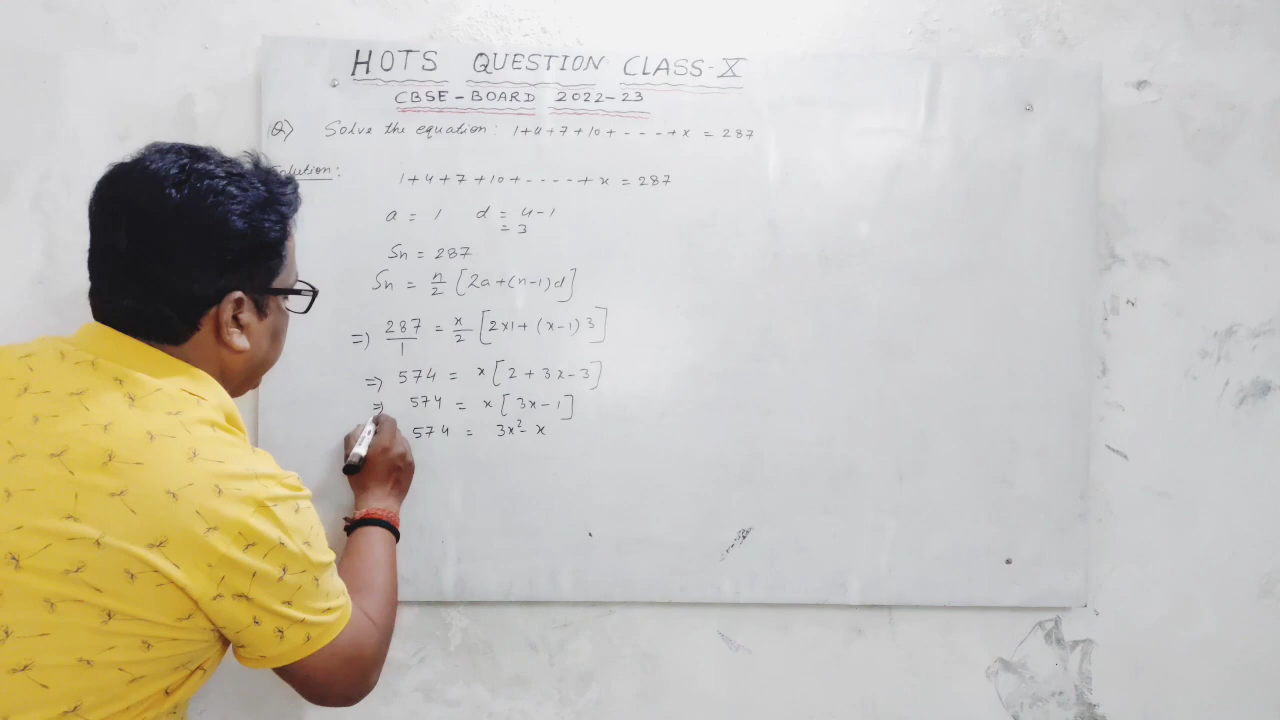 HOTS QUESTION CLASS-X
CBSE-BOARD 2022-23
Q) Solve the equation: 1+4+7+10+----+x = 287
1+4+7+10+----+x = 287
a = 1 d = 4-1
= 3
Sn = 287
Sn = n/2 [2a+(n-1)d]
=) 287/1 = x/2 [2x1+(x-1)3]
=) 574 = x[2+3x-3]
=) 574 = x[3x-1]
574 = 3x²-x